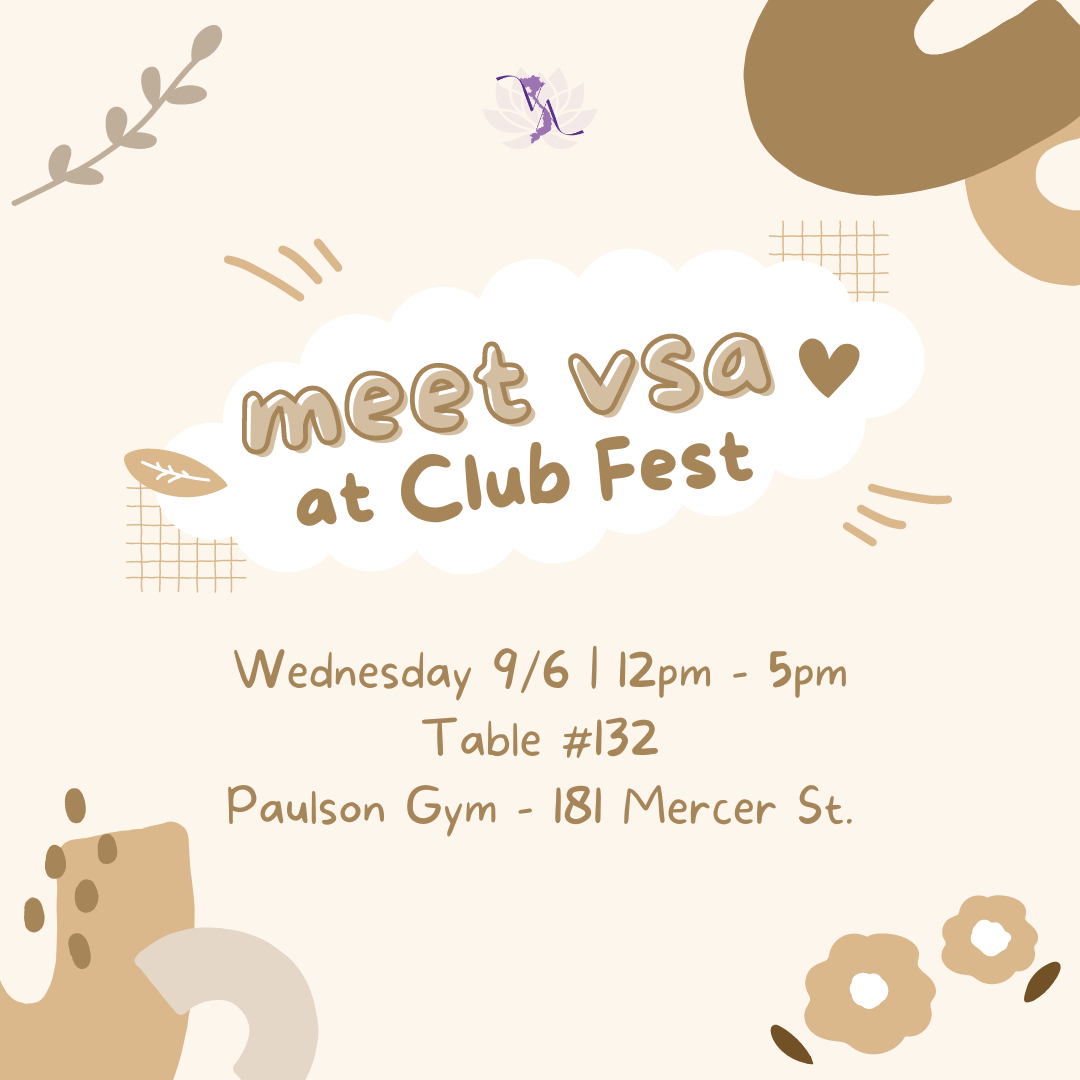 meet vsa
at Club Fest
Wednesday 9/6 | 12pm - 5pm
Table #132
Paulson Gym - 181 Mercer St.